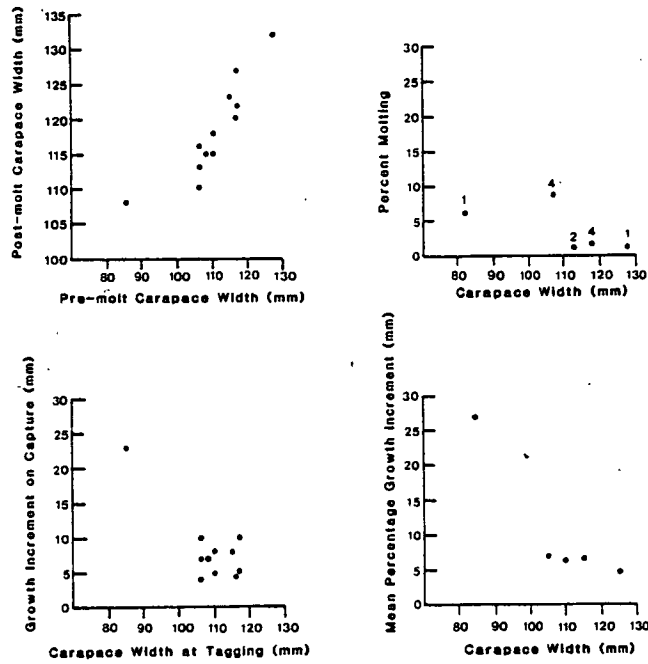 Post-molt Carapace Width (mm)
135
130
125
120
115
110
105
100
80 90 100 110 120 130
Pre-molt Carapace Width (mm)
Percent Molting
30
25
20
15
10
5
0
1
4
2
4
1
80 90 100 110 120 130
Carapace Width (mm)
Growth Increment on Capture (mm)
30
25
20
15
10
5
0
80 90 100 110 120 130
Carapace Width at Tagging (mm)
Mean Percentage Growth Increment (mm)
30
25
20
15
10
5
0
80 90 100 110 120 130
Carapace Width (mm)